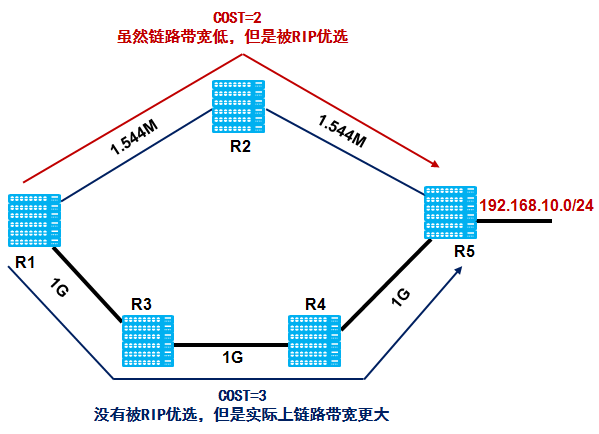 COST=2
虽然链路带宽低，但是被RIP优选
1.544M
1.544M
R2
192.168.10.0/24
R1
R5
1G
R3
R4
1G
1G
COST=3
没有被RIP优选，但是实际上链路带宽更大